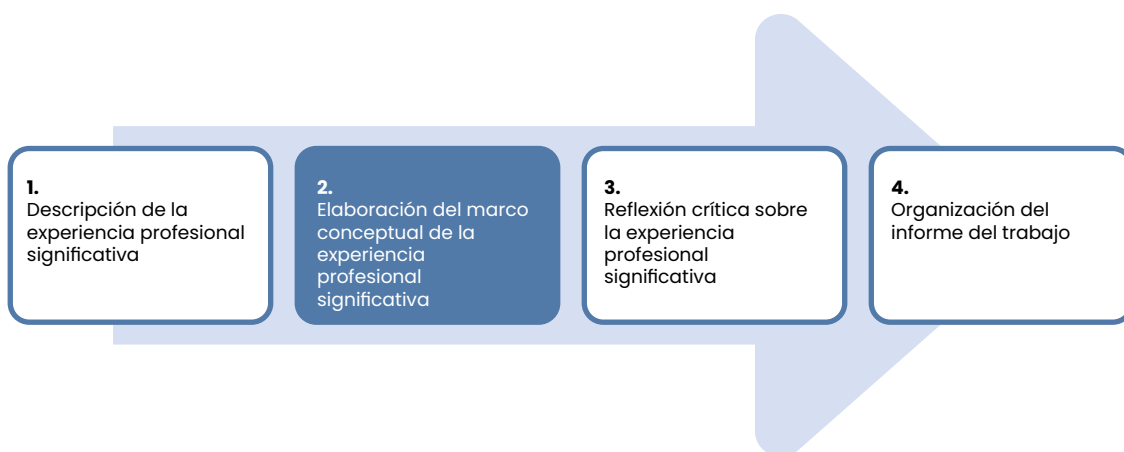 1.
Descripción de la
experiencia profesional
significativa
2.
Elaboración del marco
conceptual de la
experiencia
profesional
significativa
3.
Reflexión crítica sobre
la experiencia
profesional
significativa
4.
Organización del
informe del trabajo